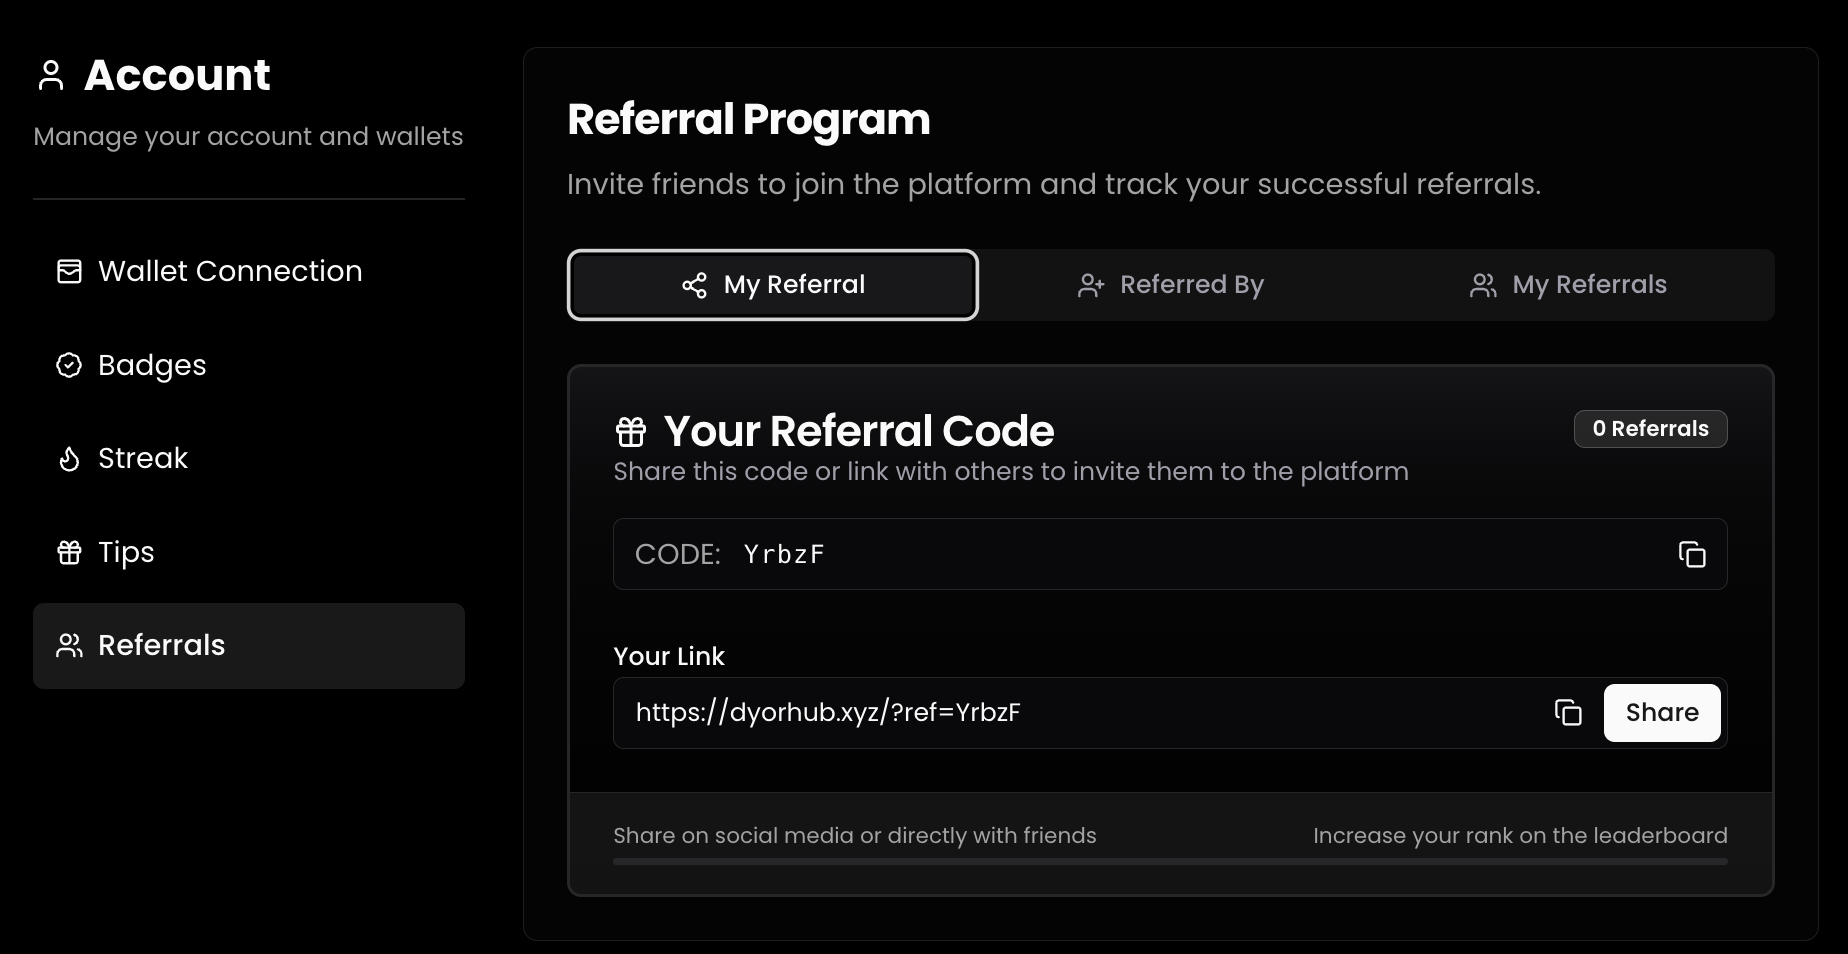 Account
Manage your account and wallets
Wallet Connection
Badges
Streak
Tips
Referrals
Referral Program
Invite friends to join the platform and track your successful referrals.
My Referral
Referred By
My Referrals
Your Referral Code
0 Referrals
Share this code or link with others to invite them to the platform
CODE: YrbzF
Your Link
https://dyorhub.xyz/?ref=YrbzF
Share
Share on social media or directly with friends
Increase your rank on the leaderboard